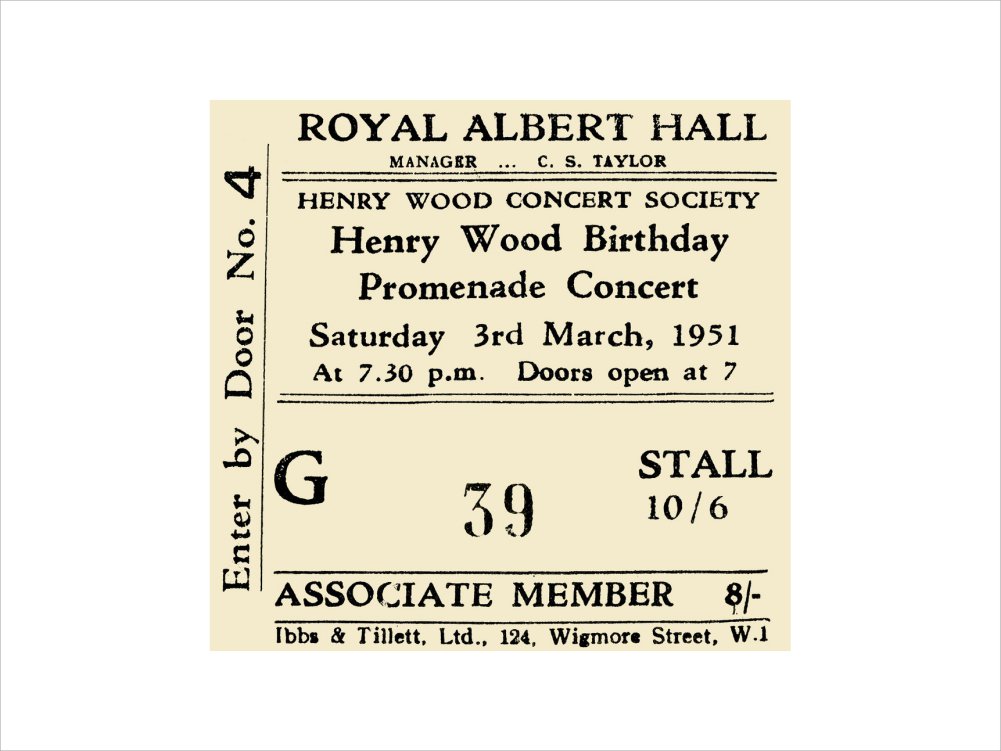 ROYAL ALBERT HALL
MANAGER ... C. S. TAYLOR
HENRY WOOD CONCERT SOCIETY
Henry Wood Birthday
Promenade Concert
Saturday 3rd March, 1951
At 7.30 p.m. Doors open at 7
Enter by Door No. 4
G
39
STALL
10/6
ASSOCIATE MEMBER 8/-
Ibbs & Tillett, Ltd., 124, Wigmore Street, W.1